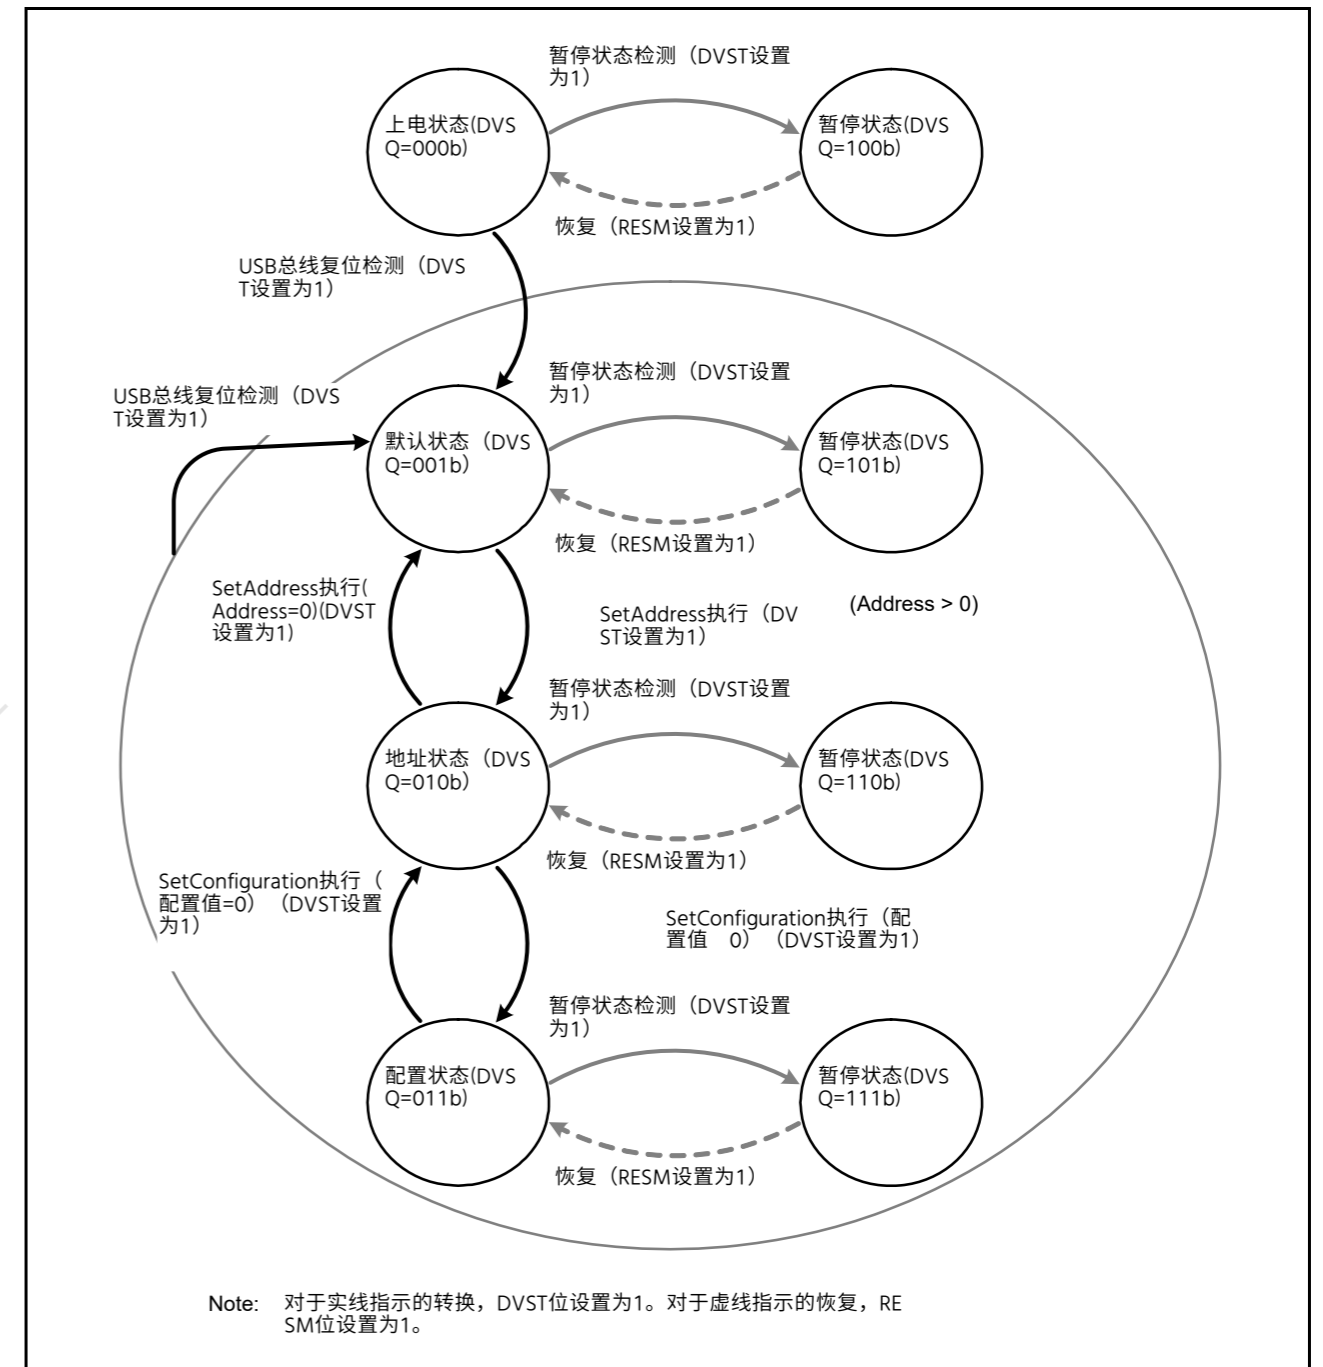 暂停状态检测（DVST设置
为1）
上电状态(DVS
Q=000b)
暂停状态(DVS
Q=100b)
恢复（RESM设置为1）
USB总线复位检测（DVS
T设置为1）
暂停状态检测（DVST设置
为1）
USB总线复位检测（DVS
T设置为1）
默认状态（DVS
Q=001b）
暂停状态(DVS
Q=101b)
恢复（RESM设置为1）
SetAddress执行(
Address=0)(DVST
设置为1)
SetAddress执行（DV
ST设置为1）
(Address > 0)
暂停状态检测（DVST设置
为1）
地址状态（DVS
Q=010b）
暂停状态(DVS
Q=110b)
恢复（RESM设置为1）
SetConfiguration执行（
配置值=0）（DVST设置
为1）
SetConfiguration执行（配
置值 0）（DVST设置为1）
暂停状态检测（DVST设置
为1）
配置状态(DVS
Q=011b)
暂停状态(DVS
Q=111b)
恢复（RESM设置为1）
Note: 对于实线指示的转换，DVST位设置为1。对于虚线指示的恢复，RE
SM位设置为1。